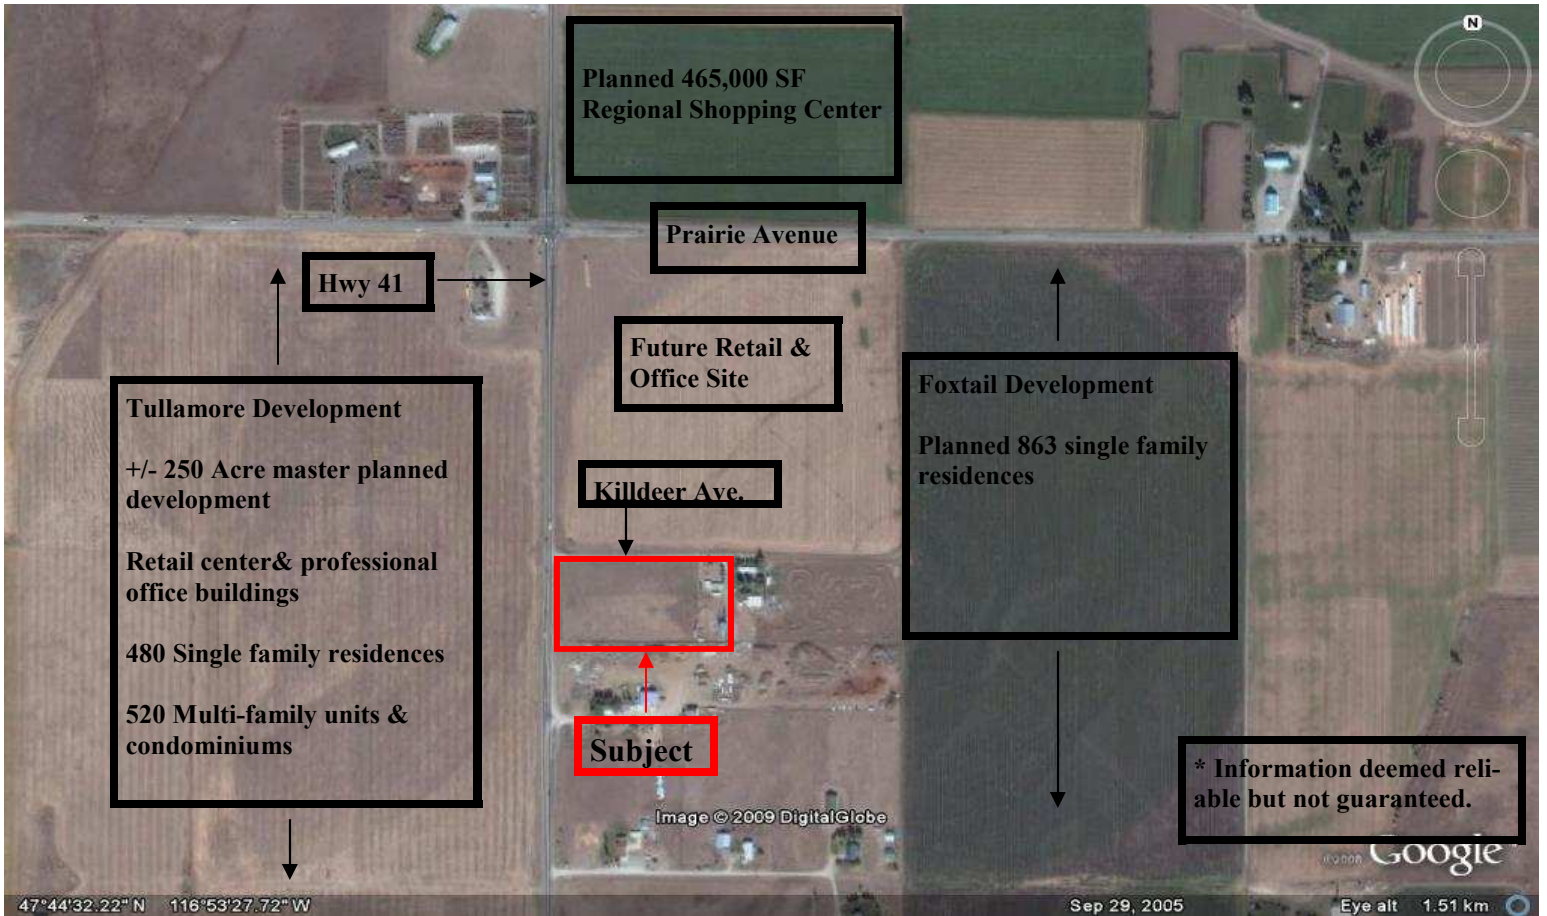 N
Planned 465,000 SF
Regional Shopping Center
Prairie Avenue
Hwy 41
Future Retail &
Office Site
Tullamore Development
+/- 250 Acre master planned
development
Retail center& professional
office buildings
480 Single family residences
520 Multi-family units &
condominiums
Foxtail Development
Planned 863 single family
residences
Killdeer Ave.
Subject
* Information deemed reli-
able but not guaranteed.
Image © 2009 DigitalGlobe
©2008 Google
47°44'32.22" N 116°53'27.72" W
Sep 29, 2005
Eye alt 1.51 km